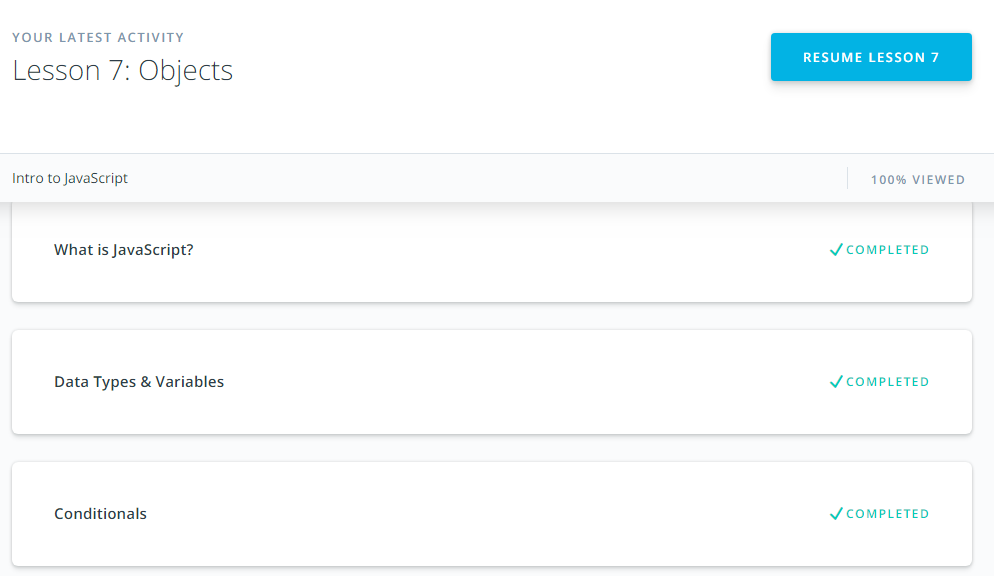 YOUR LATEST ACTIVITY
Lesson 7: Objects
RESUME LESSON 7
Intro to JavaScript
100% VIEWED
What is JavaScript?
COMPLETED
Data Types & Variables
COMPLETED
Conditionals
COMPLETED